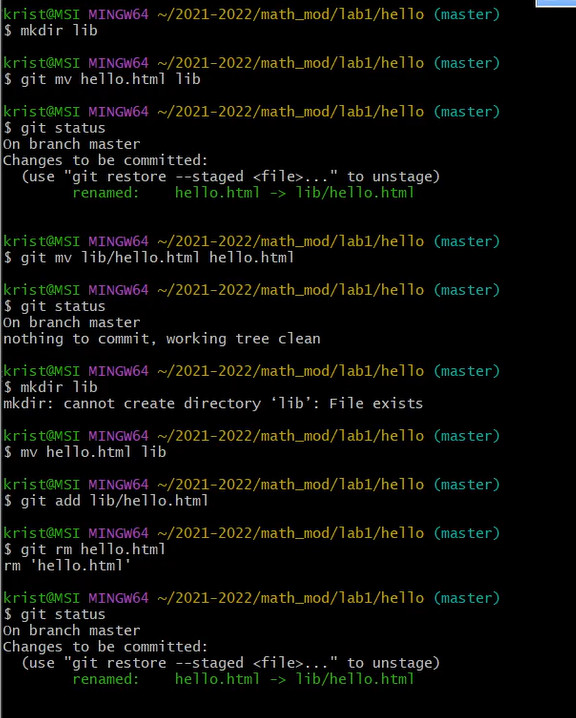 krist@MSI MINGW64 ~/2021-2022/math_mod/lab1/hello (master)
$ mkdir lib
krist@MSI MINGW64 ~/2021-2022/math_mod/lab1/hello (master)
$ git mv hello.html lib
krist@MSI MINGW64 ~/2021-2022/math_mod/lab1/hello (master)
$ git status
On branch master
Changes to be committed:
  (use "git restore --staged <file>..." to unstage)
        renamed:    hello.html -> lib/hello.html
krist@MSI MINGW64 ~/2021-2022/math_mod/lab1/hello (master)
$ git mv lib/hello.html hello.html
krist@MSI MINGW64 ~/2021-2022/math_mod/lab1/hello (master)
$ git status
On branch master
nothing to commit, working tree clean
krist@MSI MINGW64 ~/2021-2022/math_mod/lab1/hello (master)
$ mkdir lib
mkdir: cannot create directory ‘lib’: File exists
krist@MSI MINGW64 ~/2021-2022/math_mod/lab1/hello (master)
$ mv hello.html lib
krist@MSI MINGW64 ~/2021-2022/math_mod/lab1/hello (master)
$ git add lib/hello.html
krist@MSI MINGW64 ~/2021-2022/math_mod/lab1/hello (master)
$ git rm hello.html
rm 'hello.html'
krist@MSI MINGW64 ~/2021-2022/math_mod/lab1/hello (master)
$ git status
On branch master
Changes to be committed:
  (use "git restore --staged <file>..." to unstage)
        renamed:    hello.html -> lib/hello.html